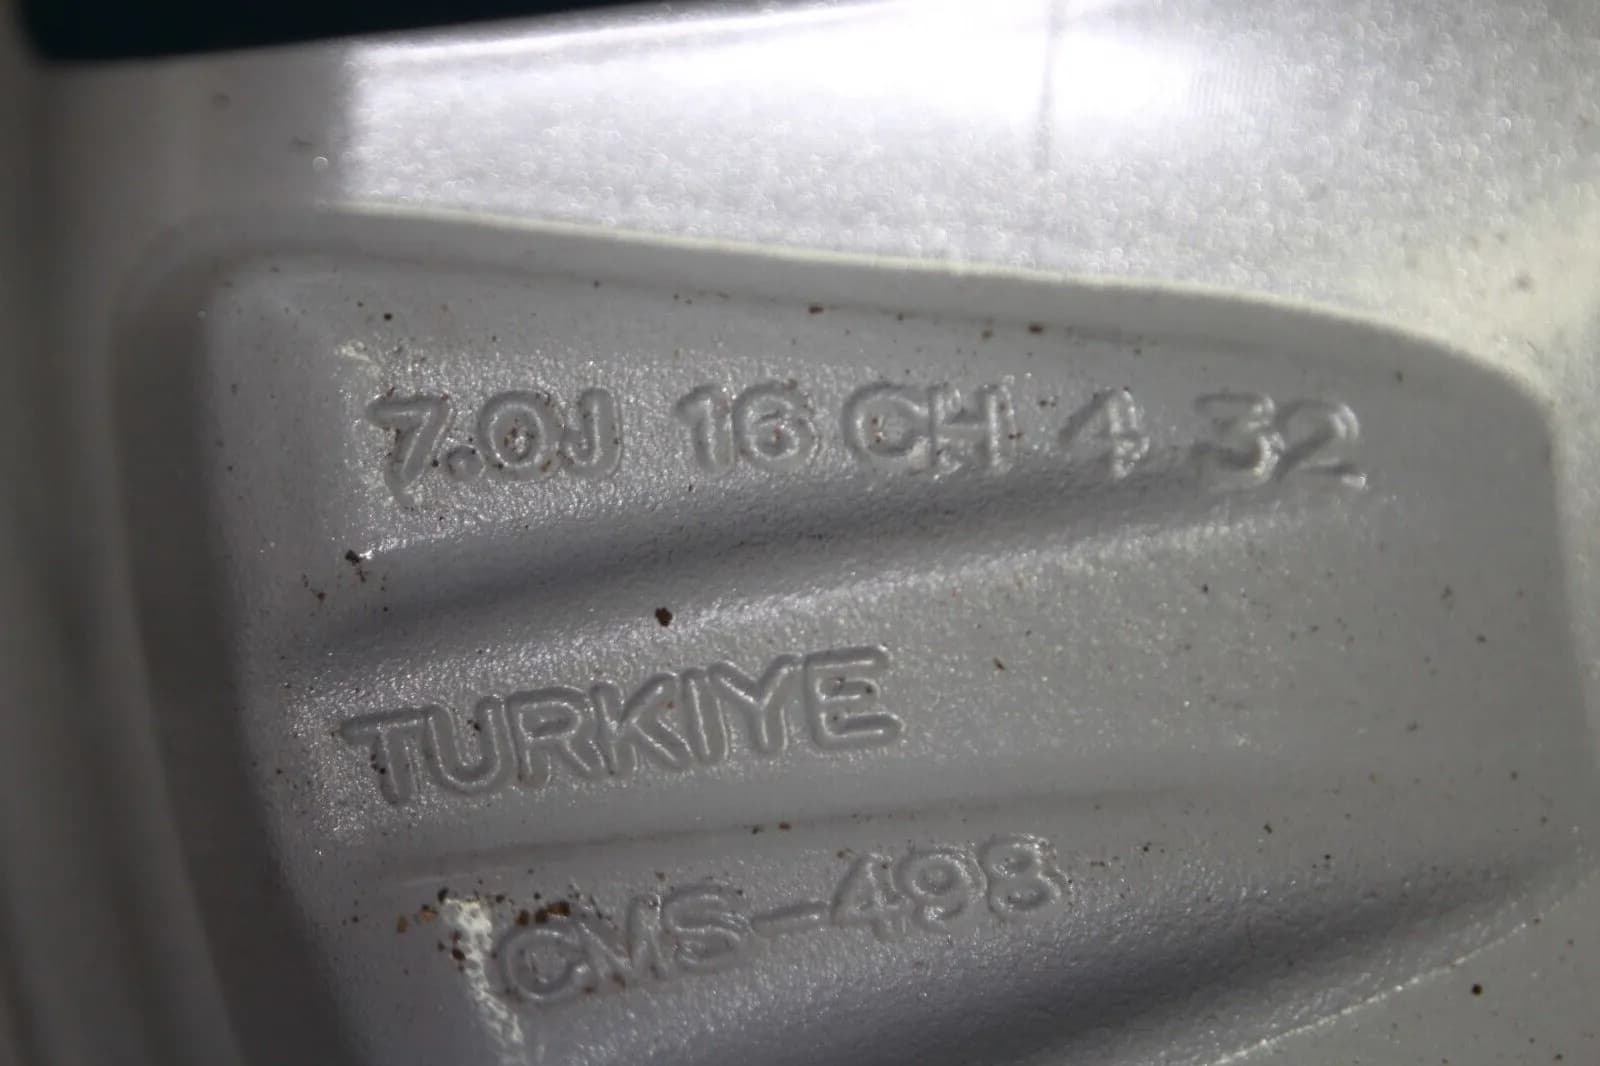 7.0J 16 CH 4 32
TURKIYE
CMS-498